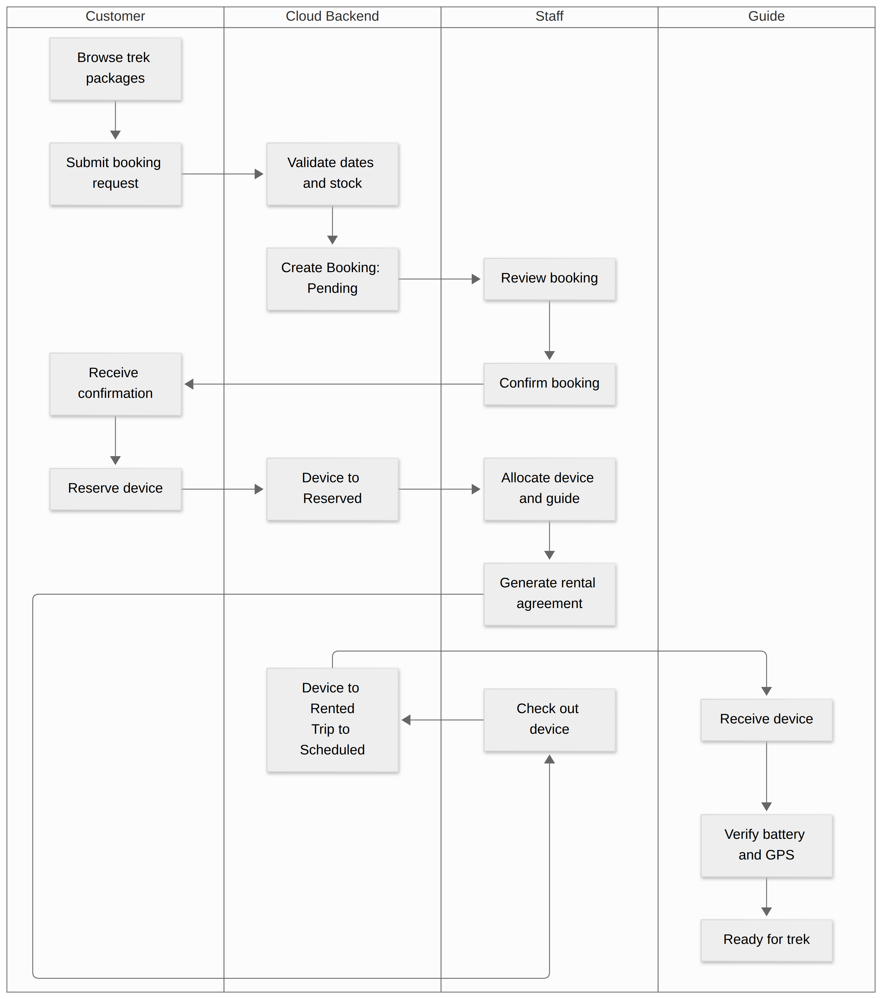 Customer
Cloud Backend
Staff
Guide
Browse trek
packages
Submit booking
request
Validate dates
and stock
Create Booking:
Pending
Review booking
Receive
confirmation
Confirm booking
Reserve device
Device to
Reserved
Allocate device
and guide
Generate rental
agreement
Device to
Rented
Trip to
Scheduled
Check out
device
Receive device
Verify battery
and GPS
Ready for trek